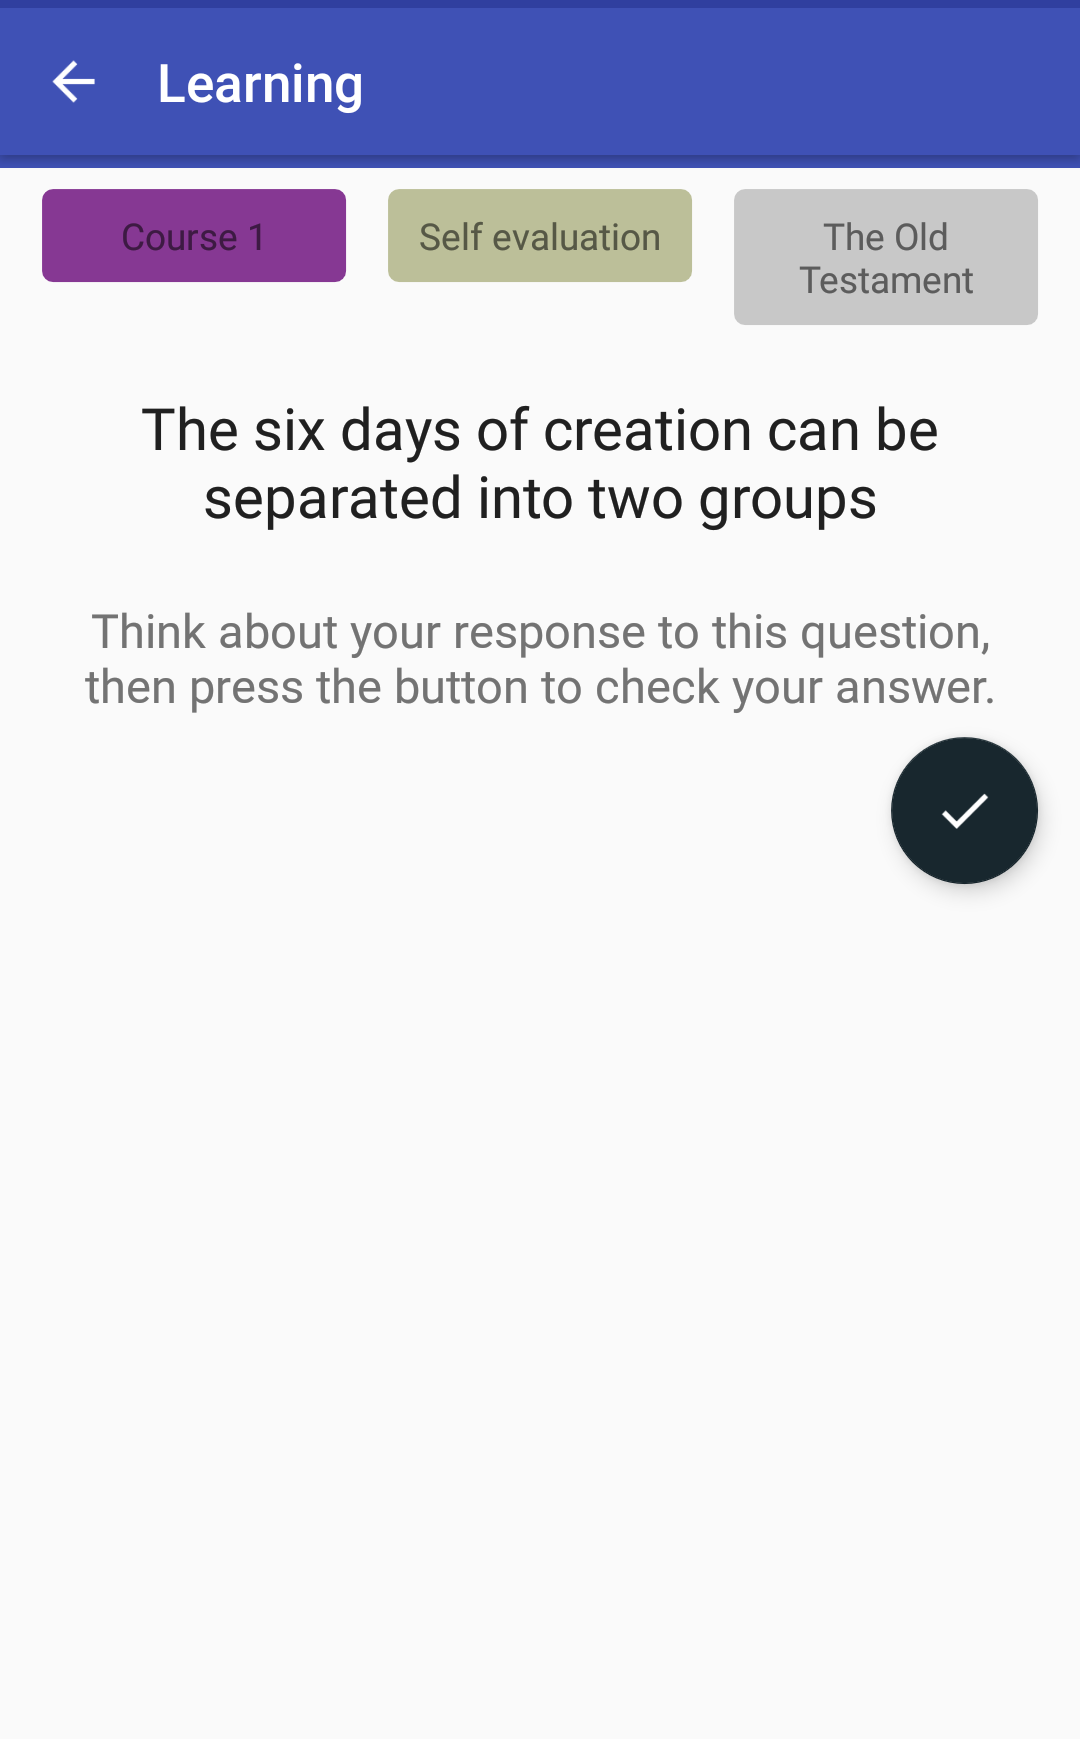 Learning
Course 1
Self evaluation
The Old
Testament
The six days of creation can be
separated into two groups
Think about your response to this question,
then press the button to check your answer.